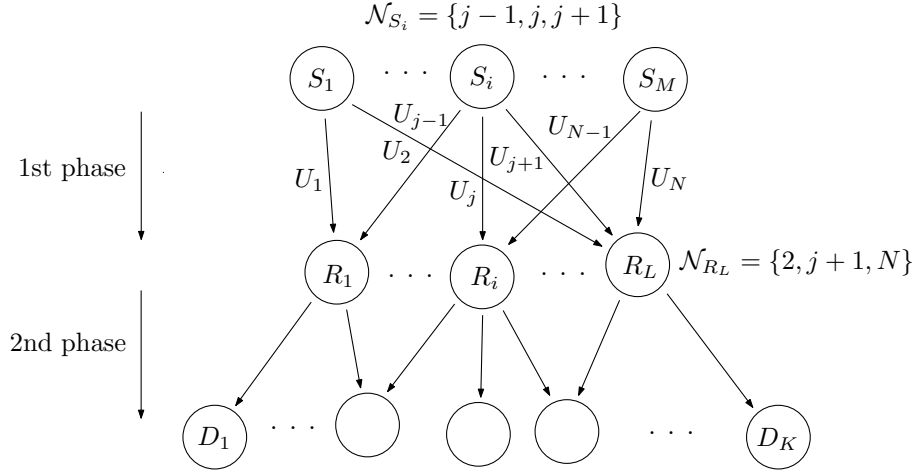 𝒩_{S_i} = {j − 1, j, j + 1}
S_1 · · · S_i · · · S_M
U_{j−1} U_{N−1}
U_2 U_{j+1}
1st phase
U_1 U_j U_N
R_1 · · · R_i · · · R_L 𝒩_{R_L} = {2, j + 1, N}
2nd phase
D_1 · · · · · · D_K